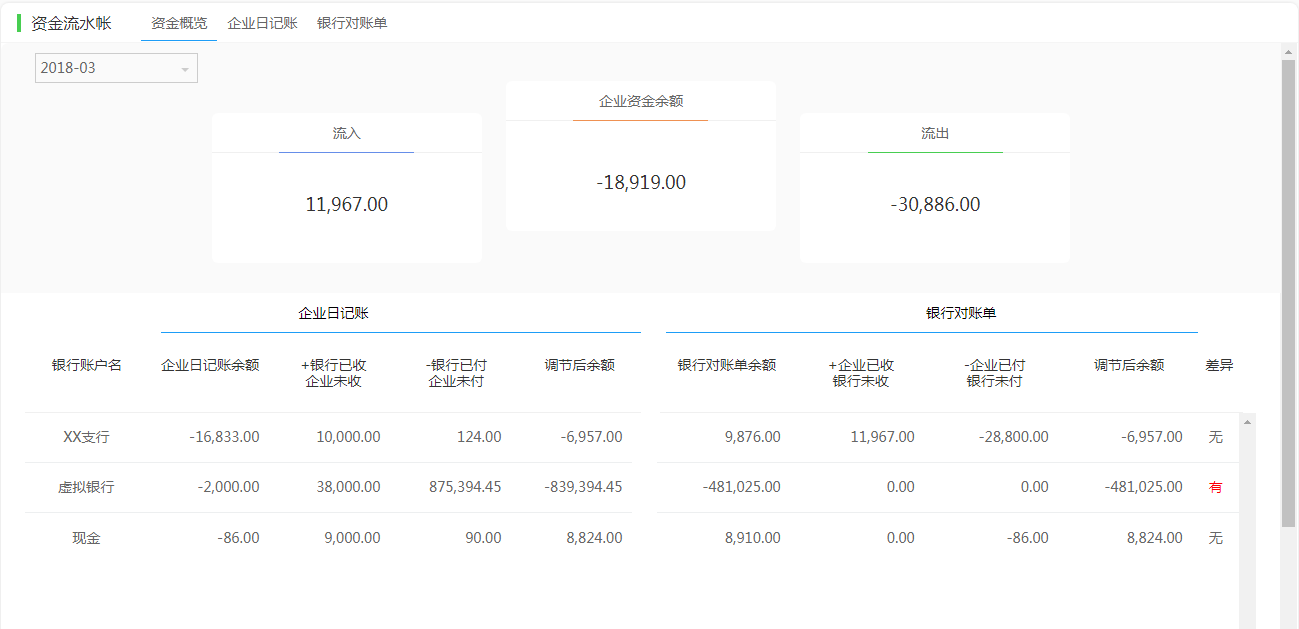 资金流水帐 资金概览 企业日记账 银行对账单
2018-03
企业资金余额
流入 流出
-18,919.00
11,967.00 -30,886.00
企业日记账 银行对账单
银行账户名 企业日记账余额 +银行已收 -银行已付 调节后余额 银行对账单余额 +企业已收 -企业已付 调节后余额 差异
企业未收 企业未付 银行未收 银行未付
XX支行 -16,833.00 10,000.00 124.00 -6,957.00 9,876.00 11,967.00 -28,800.00 -6,957.00 无
虚拟银行 -2,000.00 38,000.00 875,394.45 -839,394.45 -481,025.00 0.00 0.00 -481,025.00 有
现金 -86.00 9,000.00 90.00 8,824.00 8,910.00 0.00 -86.00 8,824.00 无